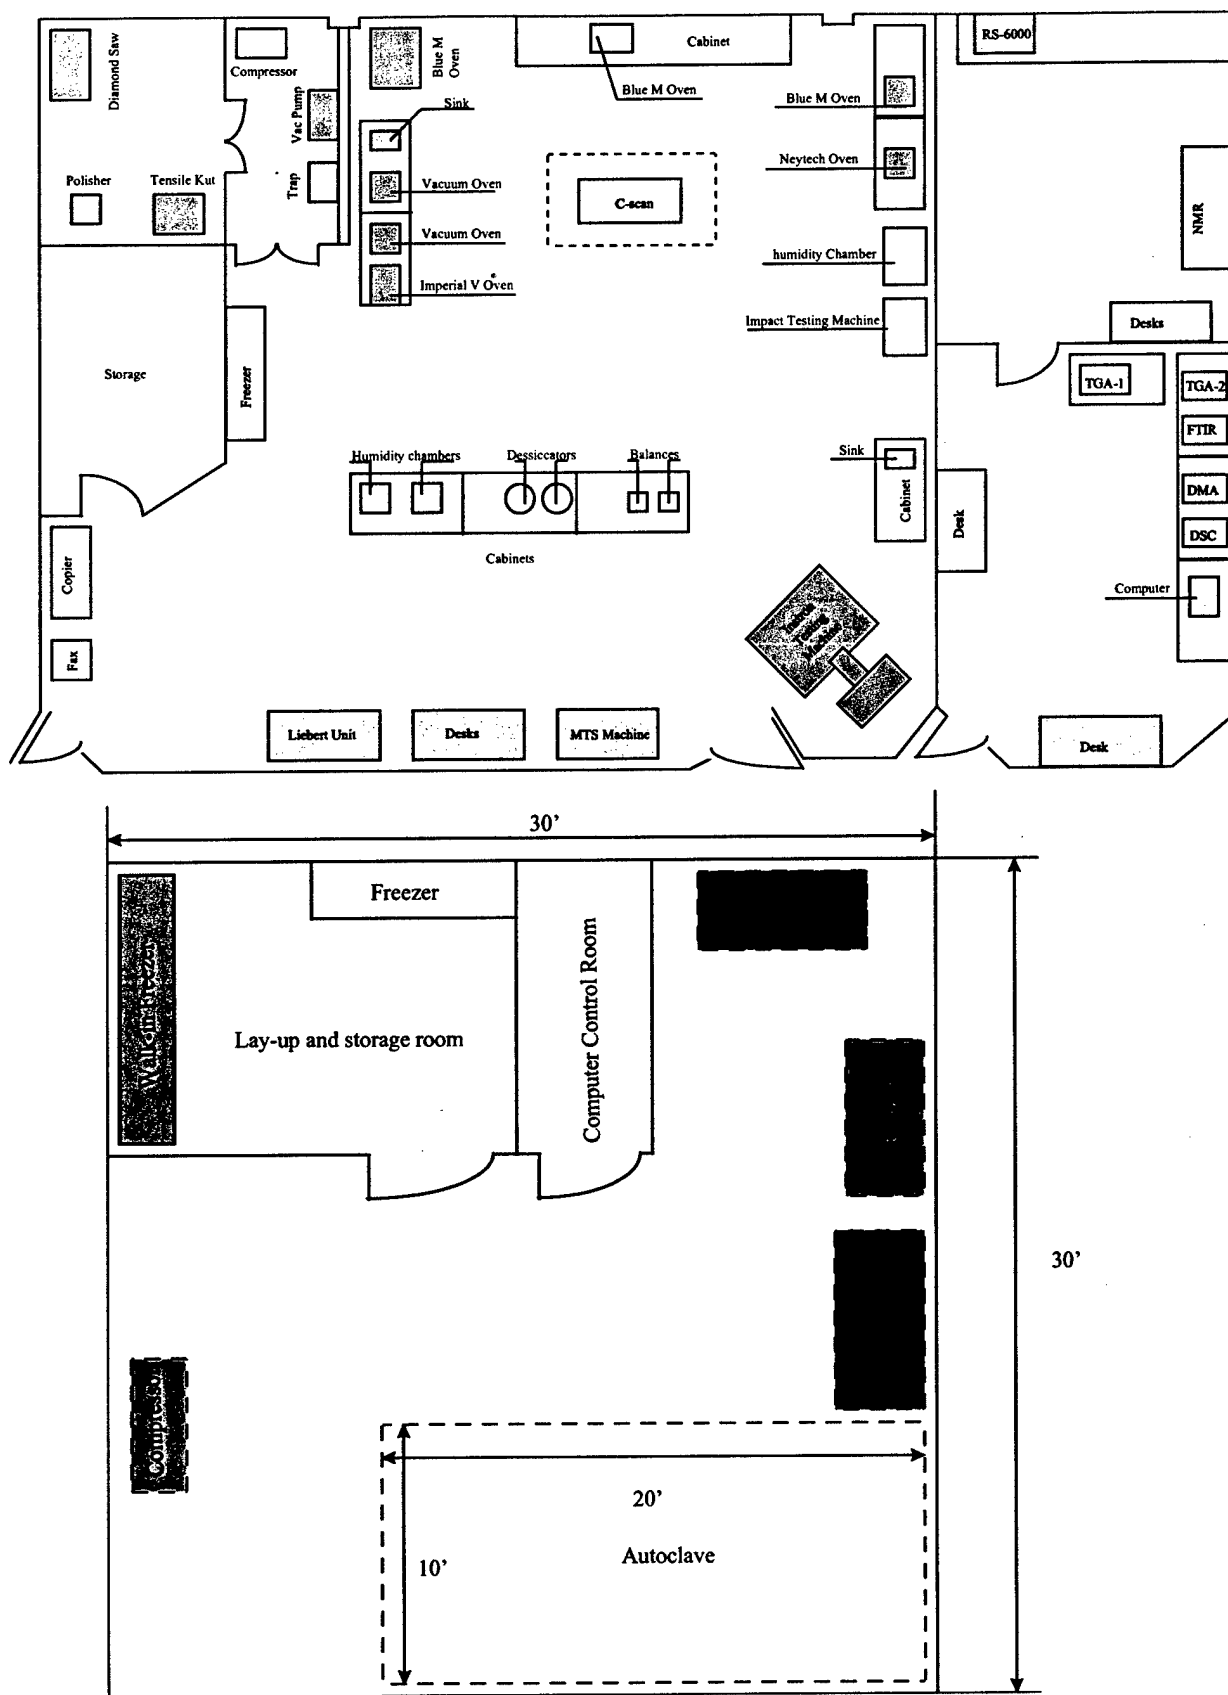 RS-6000
Diamond Saw
Compressor
Blue M
Oven
Cabinet
Blue M Oven
Blue M Oven
Vac Pump
Sink
Neytech Oven
Polisher
Tensile Kut
Trap
Vacuum Oven
C-scan
NMR
Vacuum Oven
humidity Chamber
Imperial V Oven
Impact Testing Machine
Desks
Storage
Freezer
TGA-1
TGA-2
FTIR
Humidity chambers
Dessiccators
Balances
Sink
Cabinet
Desk
DMA
DSC
Cabinets
Copier
Computer
Instron
Testing
Machine
Fax
Liebert Unit
Desks
MTS Machine
Desk
30'
Freezer
Walk-in Freezer
Computer Control Room
Lay-up and storage room
30'
Compressor
20'
10'
Autoclave